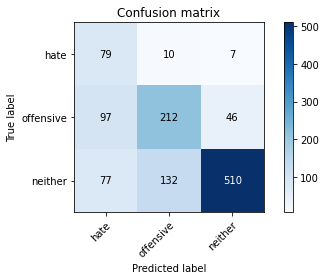 Confusion matrix
True label
hate 79 10 7
offensive 97 212 46
neither 77 132 510
hate offensive neither
Predicted label
500
400
300
200
100